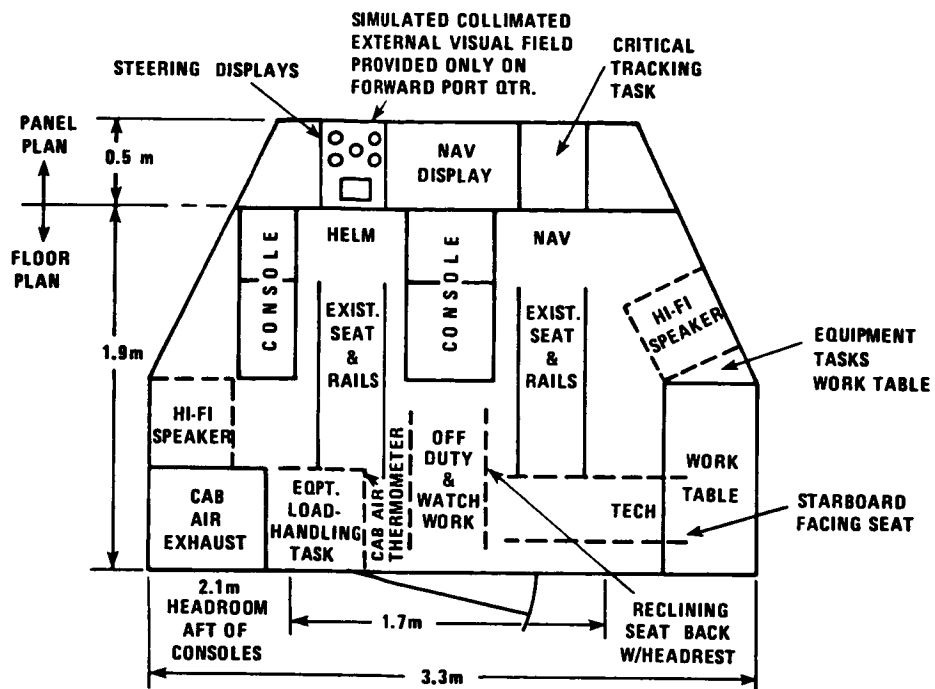 SIMULATED COLLIMATED
EXTERNAL VISUAL FIELD
PROVIDED ONLY ON
FORWARD PORT QTR.
CRITICAL
TRACKING
TASK
STEERING DISPLAYS
PANEL
PLAN
0.5 m
NAV
DISPLAY
FLOOR
PLAN
HELM
NAV
CONSOLE
CONSOLE
EXIST.
SEAT
&
RAILS
EXIST.
SEAT
&
RAILS
HI-FI
SPEAKER
EQUIPMENT
TASKS
WORK TABLE
1.9m
HI-FI
SPEAKER
CAB
AIR
EXHAUST
EQPT.
LOAD-
HANDLING
TASK
CAB AIR
THERMOMETER
OFF
DUTY
&
WATCH
WORK
TECH
WORK
TABLE
STARBOARD
FACING SEAT
2.1m
HEADROOM
AFT OF
CONSOLES
1.7m
RECLINING
SEAT BACK
W/HEADREST
3.3m